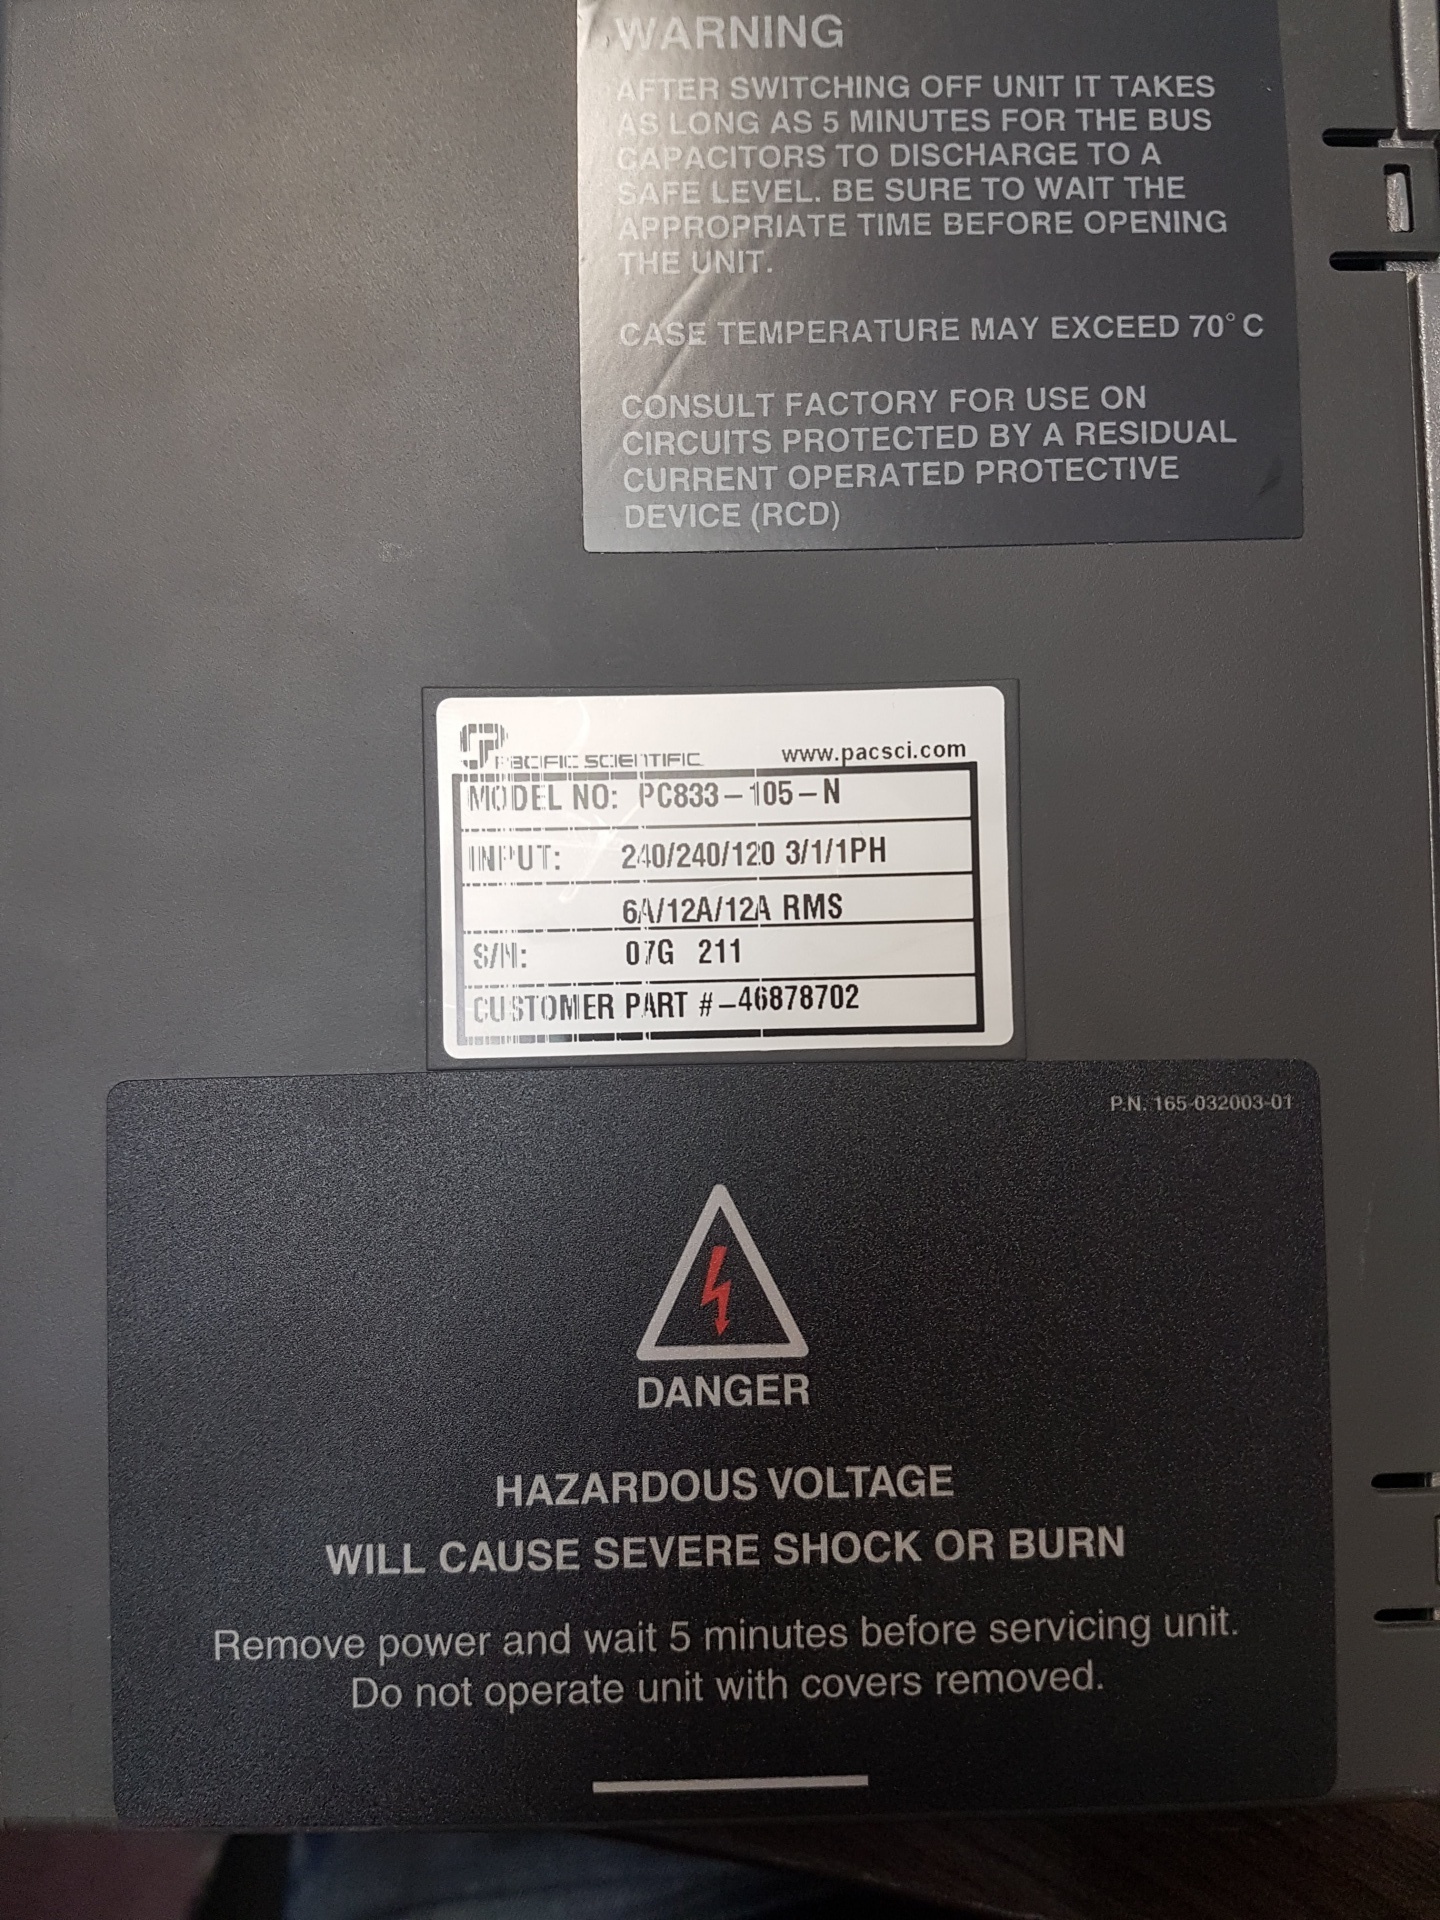 WARNING
AFTER SWITCHING OFF UNIT IT TAKES
AS LONG AS 5 MINUTES FOR THE BUS
CAPACITORS TO DISCHARGE TO A
SAFE LEVEL. BE SURE TO WAIT THE
APPROPRIATE TIME BEFORE OPENING
THE UNIT.
CASE TEMPERATURE MAY EXCEED 70° C
CONSULT FACTORY FOR USE ON
CIRCUITS PROTECTED BY A RESIDUAL
CURRENT OPERATED PROTECTIVE
DEVICE (RCD)
PACIFIC SCIENTIFIC www.pacsci.com
MODEL NO: PC833-105-N
INPUT: 240/240/120 3/1/1PH
6A/12A/12A RMS
S/N: 07G 211
CUSTOMER PART #-46878702
P.N. 165-032003-01
DANGER
HAZARDOUS VOLTAGE
WILL CAUSE SEVERE SHOCK OR BURN
Remove power and wait 5 minutes before servicing unit.
Do not operate unit with covers removed.